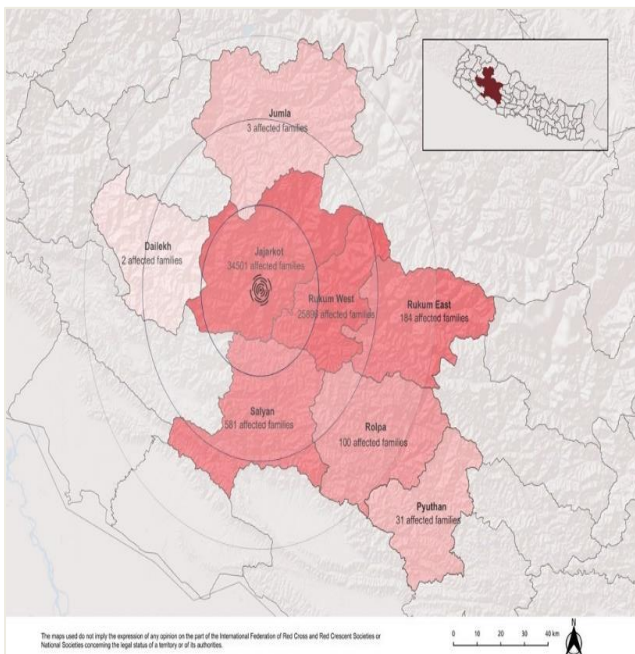 Jumla
3 affected families
Dailekh
2 affected families
Jajarkot
34501 affected families
Rukum West
affected families
Rukum East
184 affected families
Salyan
581 affected families
Rolpa
100 affected families
Pyuthan
31 affected families
The maps used do not imply the expression of any opinion on the part of the International Federation of Red Cross and Red Crescent Societies or
National Societies concerning the legal status of a territory or of its authorities.
0 10 20 30 40 km
N